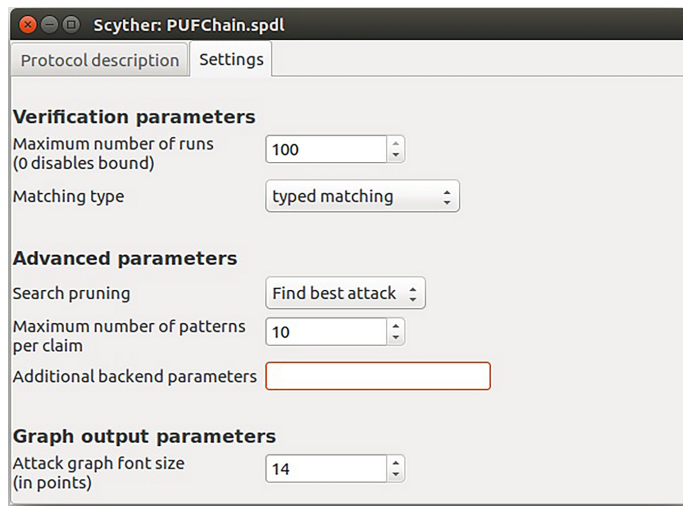 Scyther: PUFChain.spdl
Protocol description Settings
Verification parameters
Maximum number of runs
(0 disables bound)
100
Matching type typed matching
Advanced parameters
Search pruning Find best attack
Maximum number of patterns
per claim
10
Additional backend parameters
Graph output parameters
Attack graph font size
(in points)
14